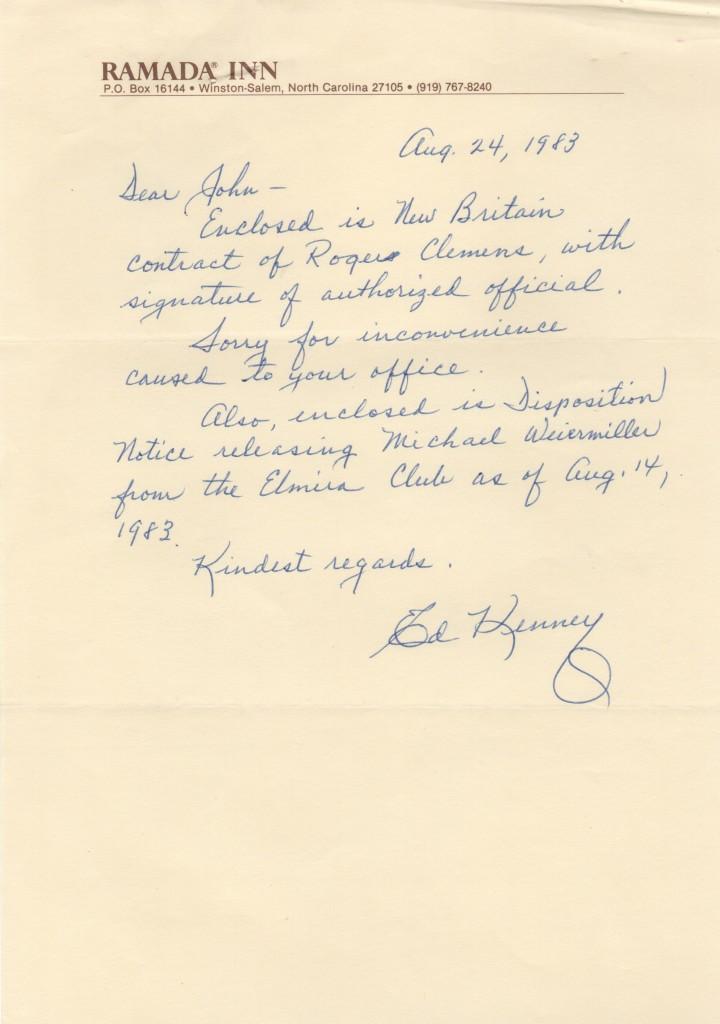 RAMADA® INN
P.O. Box 16144 • Winston-Salem, North Carolina 27105 • (919) 767-8240
Aug. 24, 1983
Dear John –
Enclosed is New Britain
contract of Rogers Clemens, with
signature of authorized official.
Sorry for inconvenience
caused to your office.
Also, enclosed is Disposition
Notice releasing Michael Weiermiller
from the Elmira Club as of Aug. 14,
1983.
Kindest regards.
Ed Kenney